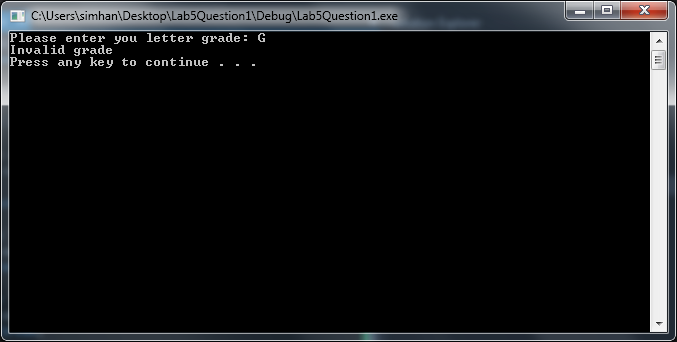 C:\Users\simhan\Desktop\Lab5Question1\Debug\Lab5Question1.exe
Please enter you letter grade: G
Invalid grade
Press any key to continue . . .